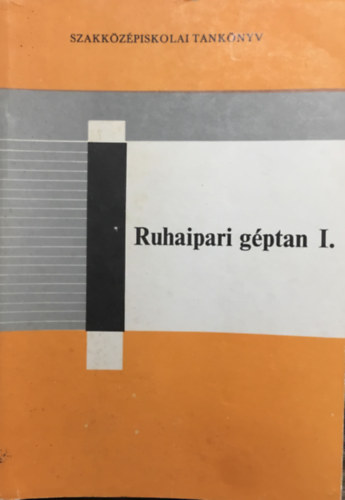 SZAKKÖZÉPISKOLAI TANKÖNYV
Ruhaipari géptan I.